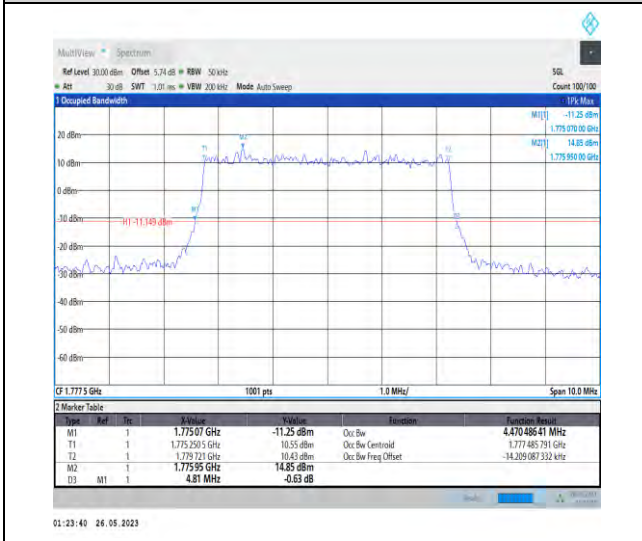 MultiView Spectrum
Ref Level 30.00 dBm Offset 5.74 dB RBW 50 kHz SGL
Att 30 dB SWT 1.01 ms VBW 200 kHz Mode Auto Sweep Count 100/100
1 Occupied Bandwidth 1Pk Max
M1[1] -11.25 dBm
1.775 070 00 GHz
M2[1] 14.85 dBm
1.775 950 00 GHz
20 dBm
10 dBm
0 dBm
-10 dBm
H1 -11.149 dBm
-20 dBm
-30 dBm
-40 dBm
-50 dBm
-60 dBm
T1
M2
T2
M1
CF 1.777 5 GHz 1001 pts 1.0 MHz/ Span 10.0 MHz
2 Marker Table
Type Ref Trc X-Value Y-Value Function Function Result
M1 1 1.775 07 GHz -11.25 dBm Occ Bw 4.470 486 41 MHz
T1 1 1.775 250 5 GHz 10.55 dBm Occ Bw Centroid 1.777 485 791 GHz
T2 1 1.779 721 GHz 10.43 dBm Occ Bw Freq Offset -14.209 087 332 kHz
M2 1 1.775 95 GHz 14.85 dBm
D3 M1 1 4.81 MHz -0.63 dB
01:23:40 26.05.2023